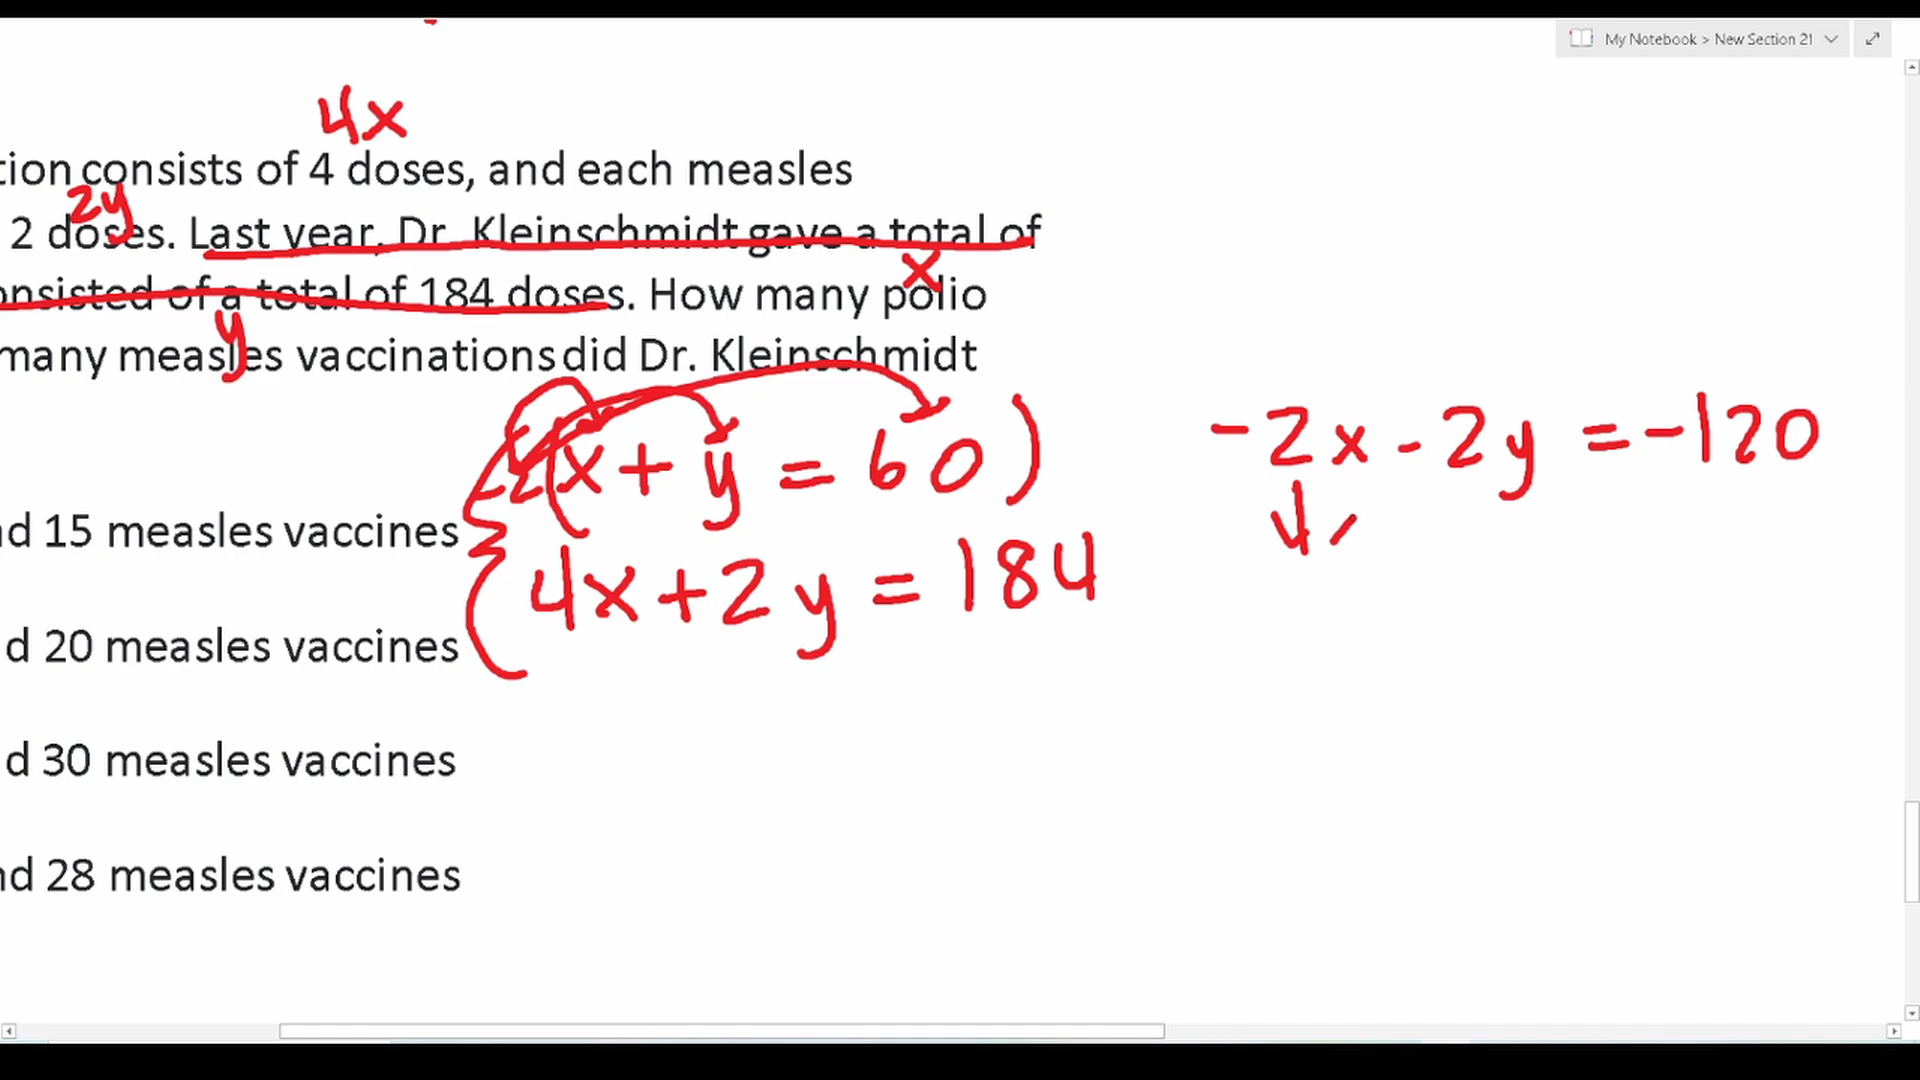 My Notebook > New Section 21
4x
tion consists of 4 doses, and each measles
2y
2 doses. Last year, Dr. Kleinschmidt gave a total of
x
onsisted of a total of 184 doses. How many polio
y
many measles vaccinations did Dr. Kleinschmidt
-2(x + y = 60)
-2x - 2y = -120
4x + 2y = 184
4
nd 15 measles vaccines
d 20 measles vaccines
d 30 measles vaccines
nd 28 measles vaccines